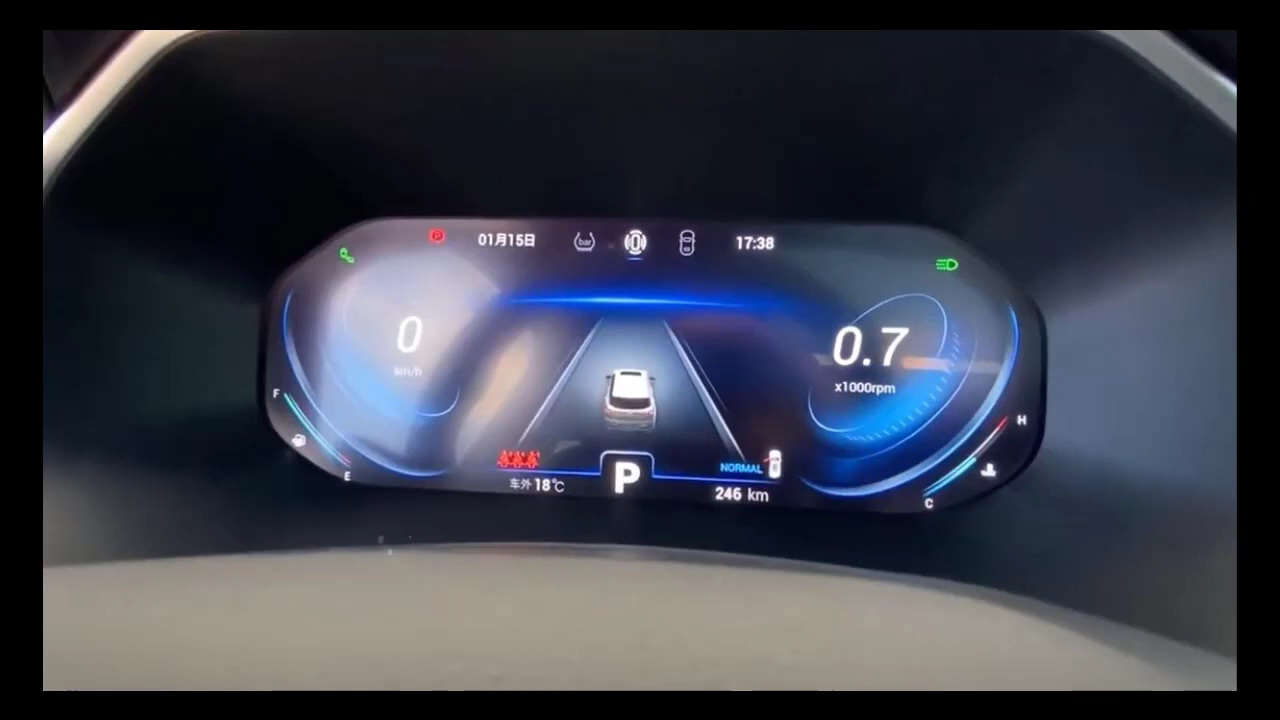 01月15日
bar
17:38
0
km/h
0.7
x1000rpm
F
E
H
C
P
NORMAL
车外 18℃
246 km